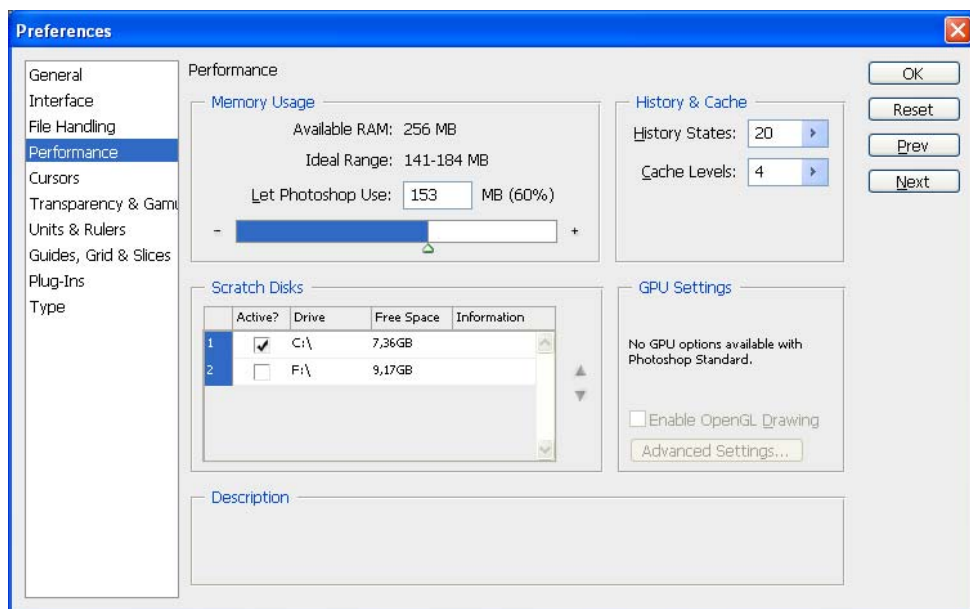 Preferences
General
Interface
File Handling
Performance
Cursors
Transparency & Gamu
Units & Rulers
Guides, Grid & Slices
Plug-Ins
Type
Performance
Memory Usage
Available RAM: 256 MB
Ideal Range: 141-184 MB
Let Photoshop Use: 153 MB (60%)
- +
History & Cache
History States: 20
Cache Levels: 4
Scratch Disks
Active? Drive Free Space Information
1 C:\ 7,36GB
2 F:\ 9,17GB
GPU Settings
No GPU options available with
Photoshop Standard.
Enable OpenGL Drawing
Advanced Settings...
Description
OK
Reset
Prev
Next